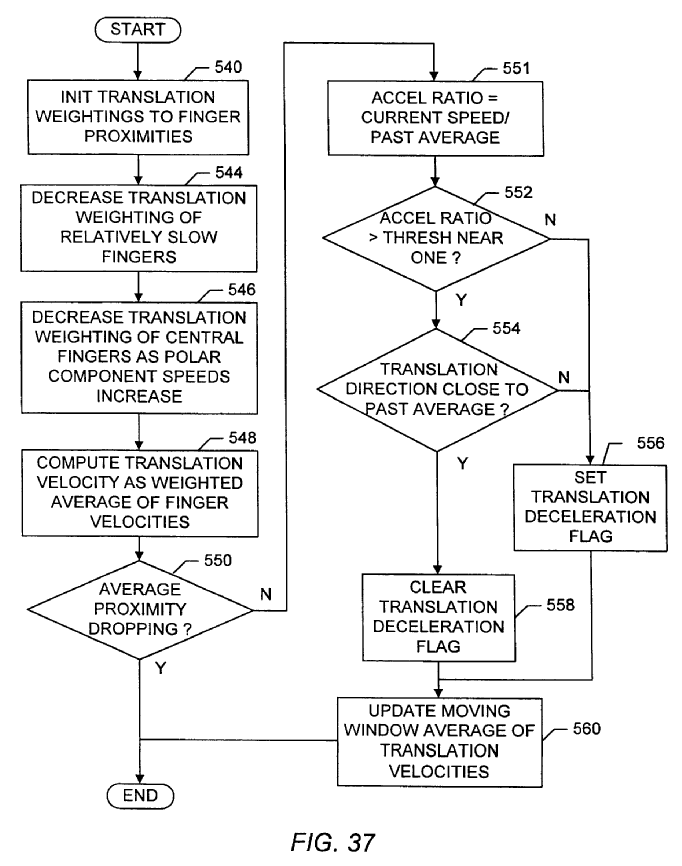 START
540
INIT TRANSLATION
WEIGHTINGS TO FINGER
PROXIMITIES
544
DECREASE TRANSLATION
WEIGHTING OF
RELATIVELY SLOW
FINGERS
546
DECREASE TRANSLATION
WEIGHTING OF CENTRAL
FINGERS AS POLAR
COMPONENT SPEEDS
INCREASE
548
COMPUTE TRANSLATION
VELOCITY AS WEIGHTED
AVERAGE OF FINGER
VELOCITIES
550
AVERAGE
PROXIMITY
DROPPING ?
N
Y
END
551
ACCEL RATIO =
CURRENT SPEED/
PAST AVERAGE
552
ACCEL RATIO
> THRESH NEAR
ONE ?
N
Y
554
TRANSLATION
DIRECTION CLOSE TO
PAST AVERAGE ?
N
Y
556
SET
TRANSLATION
DECELERATION
FLAG
CLEAR
TRANSLATION
DECELERATION
FLAG
558
UPDATE MOVING
WINDOW AVERAGE OF
TRANSLATION
VELOCITIES
560
FIG. 37